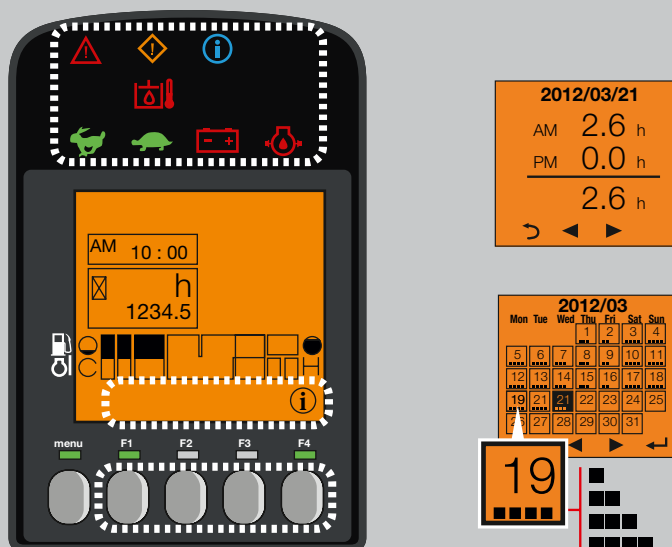 AM 10 : 00
h
1234.5
C H
i
menu F1 F2 F3 F4
2012/03/21
AM 2.6 h
PM 0.0 h
2.6 h
2012/03
Mon Tue Wed Thu Fri Sat Sun
1 2 3 4
5 6 7 8 9 10 11
12 13 14 15 16 17 18
19 21 21 22 23 24 25
26 27 28 29 30 31
19